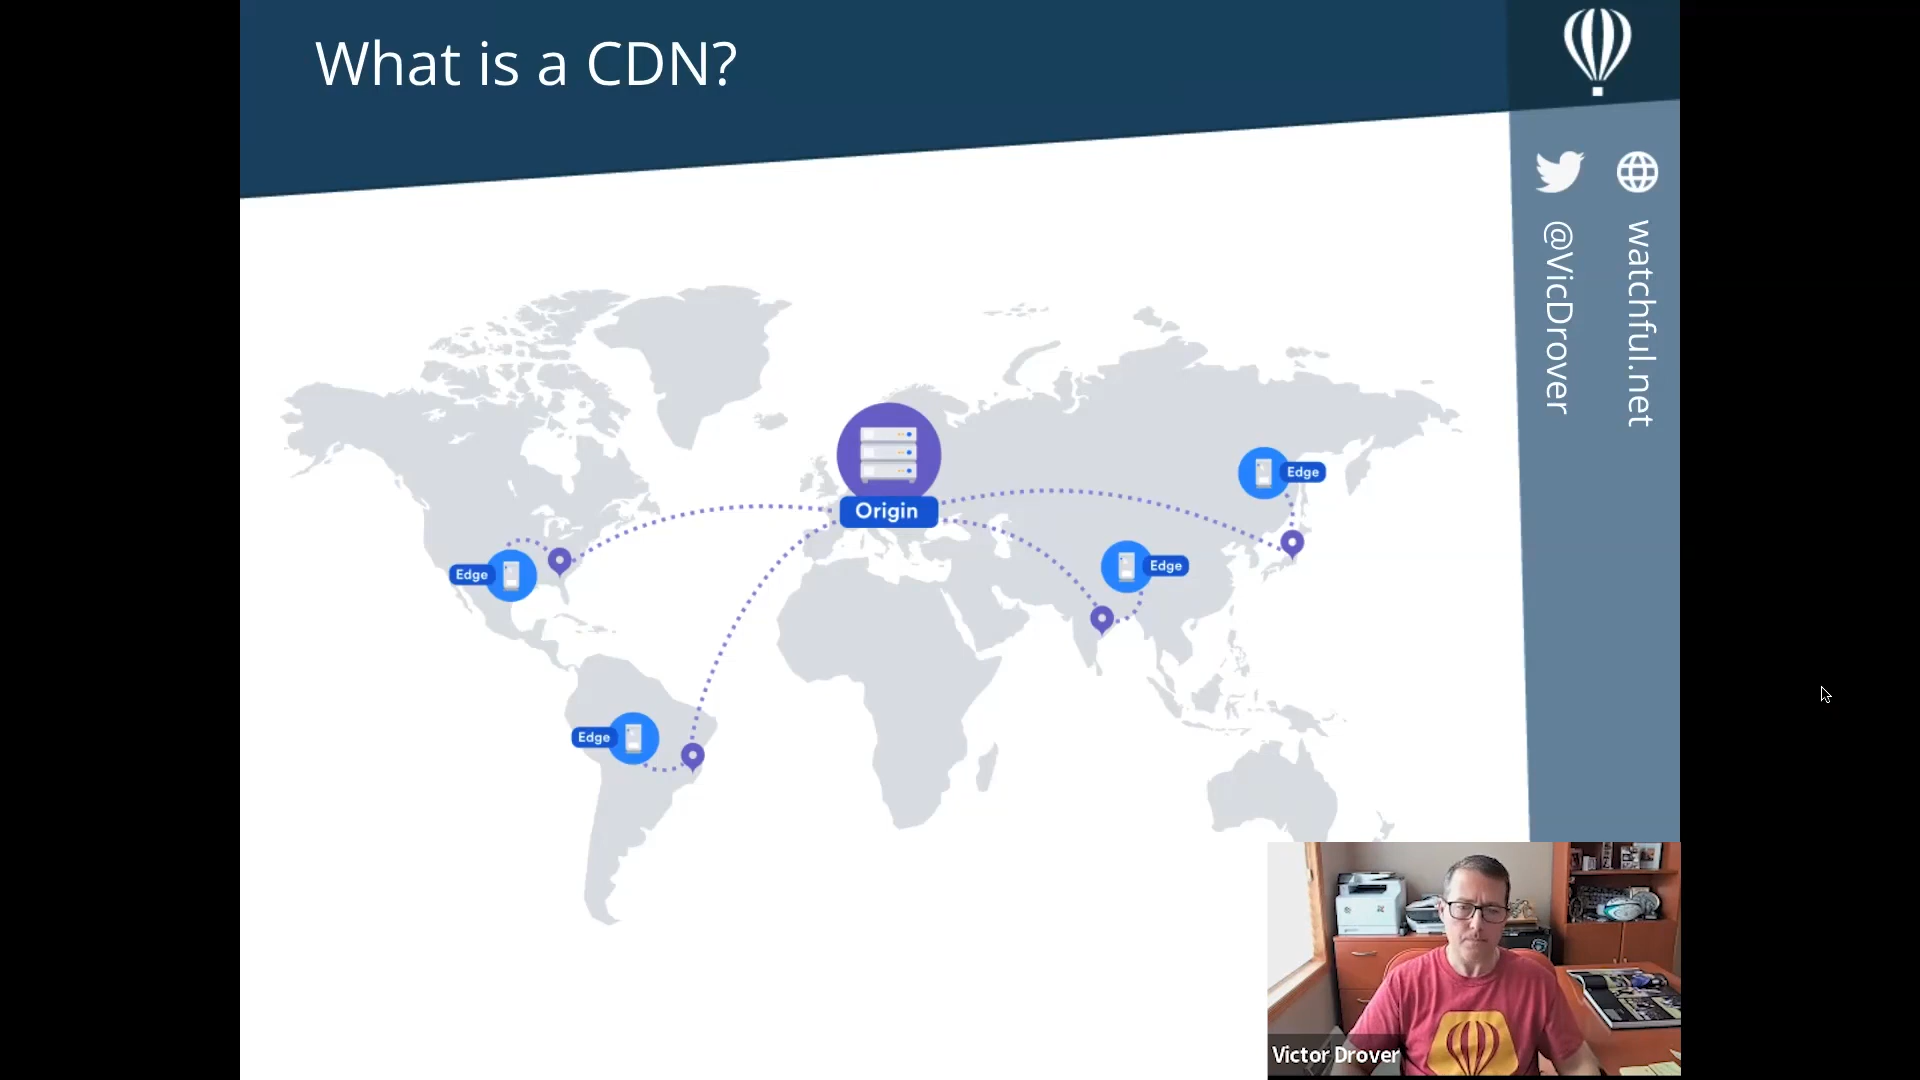 What is a CDN?
@VicDrover
watchful.net
Origin
Edge
Edge
Edge
Edge
Victor Drover